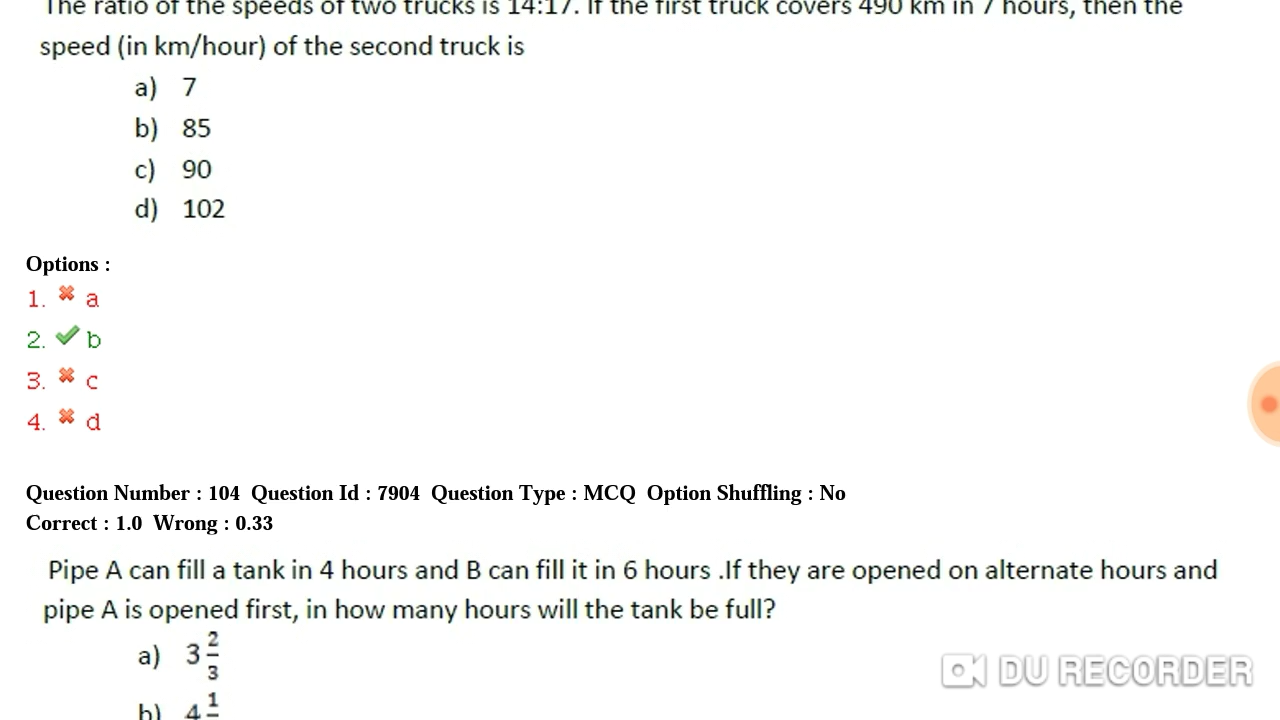 The ratio of the speeds of two trucks is 14:17. If the first truck covers 490 km in 7 hours, then the
speed (in km/hour) of the second truck is
a) 7
b) 85
c) 90
d) 102
Options :
1. a
2. b
3. c
4. d
Question Number : 104 Question Id : 7904 Question Type : MCQ Option Shuffling : No
Correct : 1.0 Wrong : 0.33
Pipe A can fill a tank in 4 hours and B can fill it in 6 hours .If they are opened on alternate hours and
pipe A is opened first, in how many hours will the tank be full?
a) 3 2/3
DU RECORDER
b) 4 1